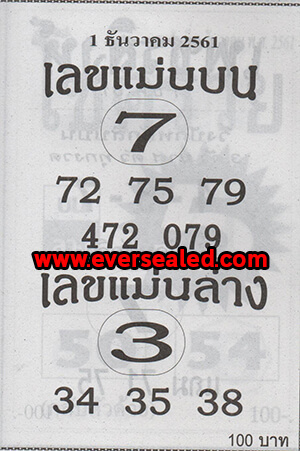 1 ธันวาคม 2561
เลขแม่นบน
7
72 75 79
472 079
www.eversealed.com
เลขแม่นล่าง
3
34 35 38
100 บาท